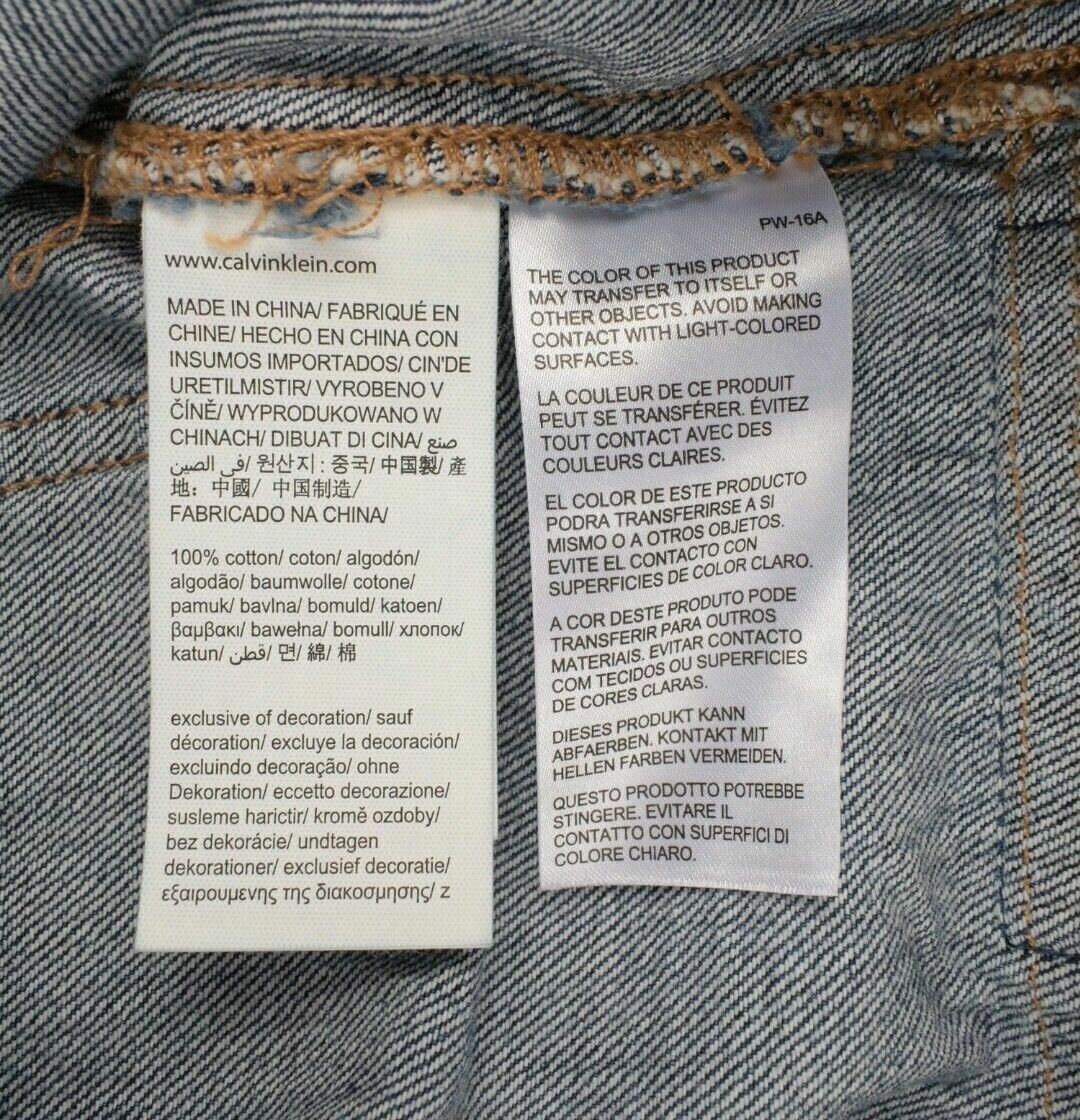 www.calvinklein.com
MADE IN CHINA/ FABRIQUÉ EN
CHINE/ HECHO EN CHINA CON
INSUMOS IMPORTADOS/ CIN'DE
URETILMISTIR/ VYROBENO V
ČÍNĚ/ WYPRODUKOWANO W
CHINACH/ DIBUAT DI CINA/ صنع
في الصين/ 원산지 : 중국/ 中国製/ 產
地：中國/ 中国制造/
FABRICADO NA CHINA/
100% cotton/ coton/ algodón/
algodão/ baumwolle/ cotone/
pamuk/ bavlna/ bomuld/ katoen/
βαμβακι/ bawełna/ bomull/ хлопок/
katun/ قطن/ 면/ 綿/ 棉
exclusive of decoration/ sauf
décoration/ excluye la decoración/
excluindo decoração/ ohne
Dekoration/ eccetto decorazione/
susleme harictir/ kromě ozdoby/
bez dekorácie/ undtagen
dekorationer/ exclusief decoratie/
εξαιρουμενης της διακοσμησης/ z
PW-16A
THE COLOR OF THIS PRODUCT
MAY TRANSFER TO ITSELF OR
OTHER OBJECTS. AVOID MAKING
CONTACT WITH LIGHT-COLORED
SURFACES.
LA COULEUR DE CE PRODUIT
PEUT SE TRANSFÉRER. ÉVITEZ
TOUT CONTACT AVEC DES
COULEURS CLAIRES.
EL COLOR DE ESTE PRODUCTO
PODRA TRANSFERIRSE A SI
MISMO O A OTROS OBJETOS.
EVITE EL CONTACTO CON
SUPERFICIES DE COLOR CLARO.
A COR DESTE PRODUTO PODE
TRANSFERIR PARA OUTROS
MATERIAIS. EVITAR CONTACTO
COM TECIDOS OU SUPERFICIES
DE CORES CLARAS.
DIESES PRODUKT KANN
ABFAERBEN. KONTAKT MIT
HELLEN FARBEN VERMEIDEN.
QUESTO PRODOTTO POTREBBE
STINGERE. EVITARE IL
CONTATTO CON SUPERFICI DI
COLORE CHIARO.